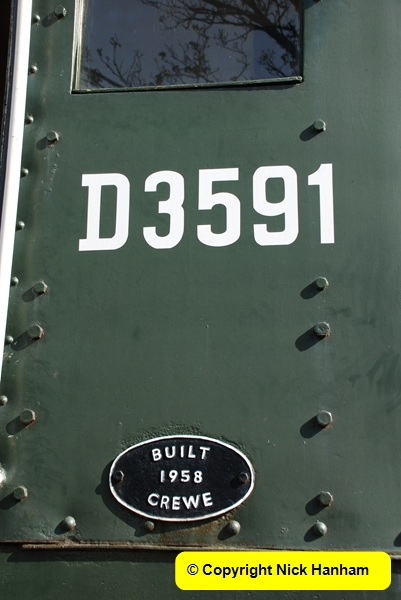 D3591
BUILT
1958
CREWE
© Copyright Nick Hanham